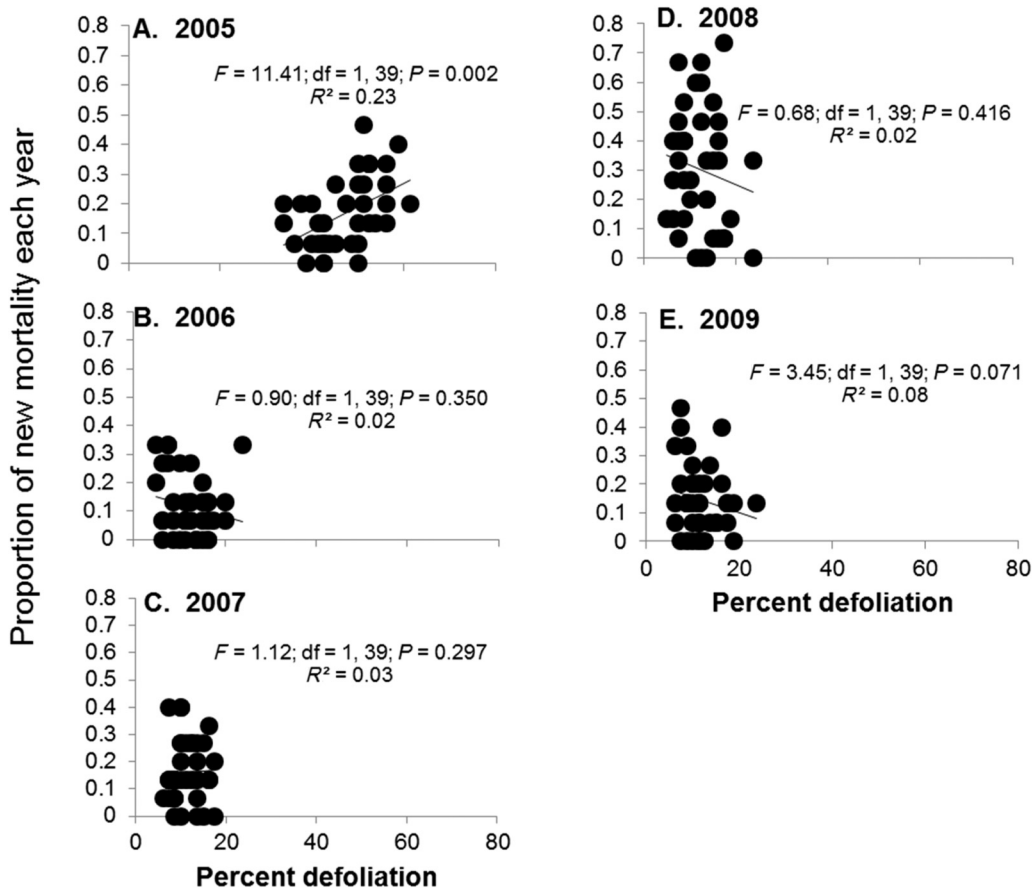 Proportion of new mortality each year
A. 2005
F = 11.41; df = 1, 39; P = 0.002
R² = 0.23
0.8
0.7
0.6
0.5
0.4
0.3
0.2
0.1
0
B. 2006
F = 0.90; df = 1, 39; P = 0.350
R² = 0.02
0.8
0.7
0.6
0.5
0.4
0.3
0.2
0.1
0
C. 2007
F = 1.12; df = 1, 39; P = 0.297
R² = 0.03
0.8
0.7
0.6
0.5
0.4
0.3
0.2
0.1
0
0 20 40 60 80
Percent defoliation
D. 2008
F = 0.68; df = 1, 39; P = 0.416
R² = 0.02
0.8
0.7
0.6
0.5
0.4
0.3
0.2
0.1
0
E. 2009
F = 3.45; df = 1, 39; P = 0.071
R² = 0.08
0.8
0.7
0.6
0.5
0.4
0.3
0.2
0.1
0
0 20 40 60 80
Percent defoliation